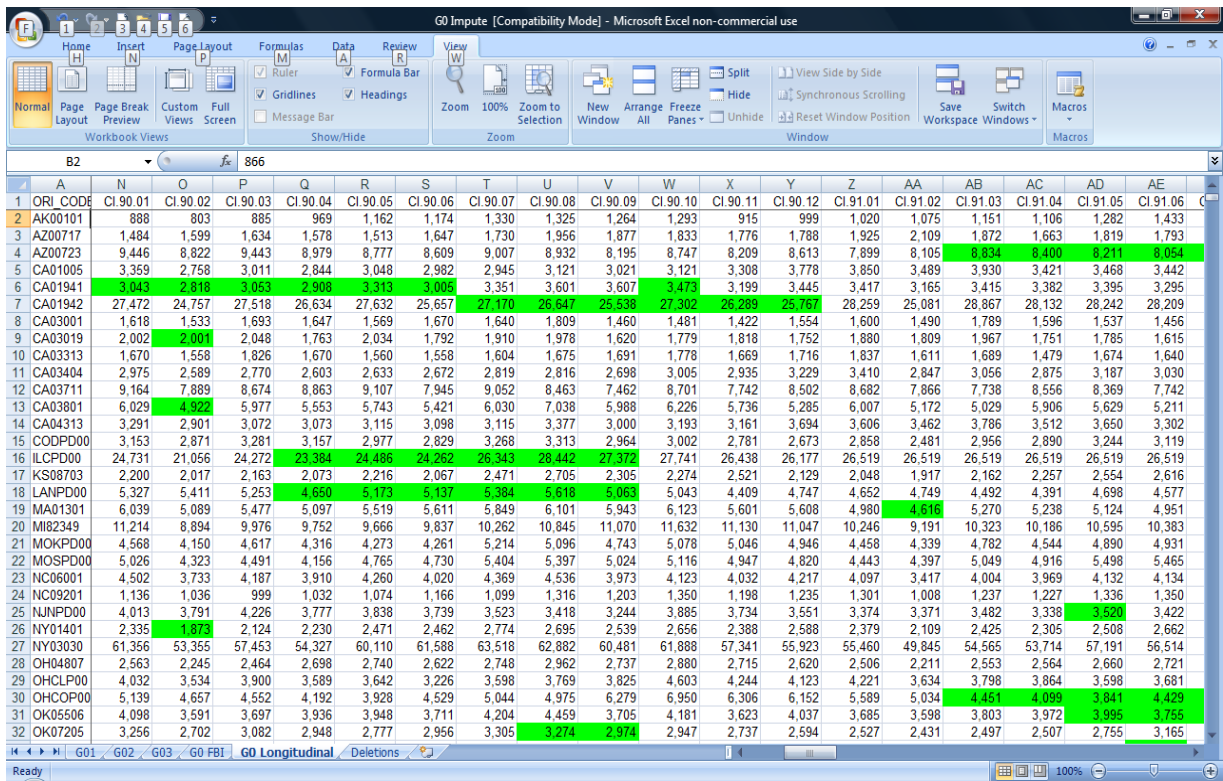 G0 Impute [Compatibility Mode] - Microsoft Excel non-commercial use
F 1 2 3 4 5 6
Home Insert Page Layout Formulas Data Review View
H N P M A R W
Normal Page Layout Page Break Preview Custom Views Full Screen
Workbook Views
Ruler Formula Bar
Gridlines Headings
Message Bar
Show/Hide
Zoom 100% Zoom to Selection
Zoom
New Window Arrange All Freeze Panes
Split View Side by Side
Hide Synchronous Scrolling
Unhide Reset Window Position
Save Workspace Switch Windows
Window
Macros
Macros
B2 fx 866
A N O P Q R S T U V W X Y Z AA AB AC AD AE
1 ORI_CODE CI.90.01 CI.90.02 CI.90.03 CI.90.04 CI.90.05 CI.90.06 CI.90.07 CI.90.08 CI.90.09 CI.90.10 CI.90.11 CI.90.12 CI.91.01 CI.91.02 CI.91.03 CI.91.04 CI.91.05 CI.91.06
2 AK00101 888 803 885 969 1,162 1,174 1,330 1,325 1,264 1,293 915 999 1,020 1,075 1,151 1,106 1,282 1,433
3 AZ00717 1,484 1,599 1,634 1,578 1,513 1,647 1,730 1,956 1,877 1,833 1,776 1,788 1,925 2,109 1,872 1,663 1,819 1,793
4 AZ00723 9,446 8,822 9,443 8,979 8,777 8,609 9,007 8,932 8,195 8,747 8,209 8,613 7,899 8,105 8,834 8,400 8,211 8,054
5 CA01005 3,359 2,758 3,011 2,844 3,048 2,982 2,945 3,121 3,021 3,121 3,308 3,778 3,850 3,489 3,930 3,421 3,468 3,442
6 CA01941 3,043 2,818 3,053 2,908 3,313 3,005 3,351 3,601 3,607 3,473 3,199 3,445 3,417 3,165 3,415 3,382 3,395 3,295
7 CA01942 27,472 24,757 27,518 26,634 27,632 25,657 27,170 26,647 25,538 27,302 26,289 25,767 28,259 25,081 28,867 28,132 28,242 28,209
8 CA03001 1,618 1,533 1,693 1,647 1,569 1,670 1,640 1,809 1,460 1,481 1,422 1,554 1,600 1,490 1,789 1,596 1,537 1,456
9 CA03019 2,002 2,001 2,048 1,763 2,034 1,792 1,910 1,978 1,620 1,779 1,818 1,752 1,880 1,809 1,967 1,751 1,785 1,615
10 CA03313 1,670 1,558 1,826 1,670 1,560 1,558 1,604 1,675 1,691 1,778 1,669 1,716 1,837 1,611 1,689 1,479 1,674 1,640
11 CA03404 2,975 2,589 2,770 2,603 2,633 2,672 2,819 2,816 2,698 3,005 2,935 3,229 3,410 2,847 3,056 2,875 3,187 3,030
12 CA03711 9,164 7,889 8,674 8,863 9,107 7,945 9,052 8,463 7,462 8,701 7,742 8,502 8,682 7,866 7,738 8,556 8,369 7,742
13 CA03801 6,029 4,922 5,977 5,553 5,743 5,421 6,030 7,038 5,988 6,226 5,736 5,285 6,007 5,172 5,029 5,906 5,629 5,211
14 CA04313 3,291 2,901 3,072 3,073 3,115 3,098 3,115 3,377 3,000 3,193 3,161 3,694 3,606 3,462 3,786 3,512 3,650 3,302
15 CODPD00 3,153 2,871 3,281 3,157 2,977 2,829 3,268 3,313 2,964 3,002 2,781 2,673 2,858 2,481 2,956 2,890 3,244 3,119
16 ILCPD00 24,731 21,056 24,272 23,384 24,486 24,262 26,343 28,442 27,372 27,741 26,438 26,177 26,519 26,519 26,519 26,519 26,519 26,519
17 KS08703 2,200 2,017 2,163 2,073 2,216 2,067 2,471 2,705 2,305 2,274 2,521 2,129 2,048 1,917 2,162 2,257 2,554 2,616
18 LANPD00 5,327 5,411 5,253 4,650 5,173 5,137 5,384 5,618 5,063 5,043 4,409 4,747 4,652 4,749 4,492 4,391 4,698 4,577
19 MA01301 6,039 5,089 5,477 5,097 5,519 5,611 5,849 6,101 5,943 6,123 5,601 5,608 4,980 4,616 5,270 5,238 5,124 4,951
20 MI82349 11,214 8,894 9,976 9,752 9,666 9,837 10,262 10,845 11,070 11,632 11,130 11,047 10,246 9,191 10,323 10,186 10,595 10,383
21 MOKPD00 4,568 4,150 4,617 4,316 4,273 4,261 5,214 5,096 4,743 5,078 5,046 4,946 4,458 4,339 4,782 4,544 4,890 4,931
22 MOSPD00 5,026 4,323 4,491 4,156 4,765 4,730 5,404 5,397 5,024 5,116 4,947 4,820 4,443 4,397 5,049 4,916 5,498 5,465
23 NC06001 4,502 3,733 4,187 3,910 4,260 4,020 4,369 4,536 3,973 4,123 4,032 4,217 4,097 3,417 4,004 3,969 4,132 4,134
24 NC09201 1,136 1,036 999 1,032 1,074 1,166 1,099 1,316 1,203 1,350 1,198 1,235 1,301 1,008 1,237 1,227 1,336 1,350
25 NJNPD00 4,013 3,791 4,226 3,777 3,838 3,739 3,523 3,418 3,244 3,885 3,734 3,551 3,374 3,371 3,482 3,338 3,520 3,422
26 NY01401 2,335 1,873 2,124 2,230 2,471 2,462 2,774 2,695 2,539 2,656 2,388 2,588 2,379 2,109 2,425 2,305 2,508 2,662
27 NY03030 61,356 53,355 57,453 54,327 60,110 61,588 63,518 62,882 60,481 61,888 57,341 55,923 55,460 49,845 54,565 53,714 57,191 56,514
28 OH04807 2,563 2,245 2,464 2,698 2,740 2,622 2,748 2,962 2,737 2,880 2,715 2,620 2,506 2,211 2,553 2,564 2,660 2,721
29 OHCLP00 4,032 3,534 3,900 3,589 3,642 3,226 3,598 3,769 3,825 4,603 4,244 4,123 4,221 3,634 3,798 3,864 3,598 3,681
30 OHCOP00 5,139 4,657 4,552 4,192 3,928 4,529 5,044 4,975 6,279 6,950 6,306 6,152 5,589 5,034 4,451 4,099 3,841 4,429
31 OK05506 4,098 3,591 3,697 3,936 3,948 3,711 4,204 4,459 3,705 4,181 3,623 4,037 3,685 3,598 3,803 3,972 3,995 3,755
32 OK07205 3,256 2,702 3,082 2,948 2,777 2,956 3,305 3,274 2,974 2,947 2,737 2,594 2,527 2,431 2,497 2,507 2,755 3,165
G01 G02 G03 G0 FBI G0 Longitudinal Deletions
Ready 100%